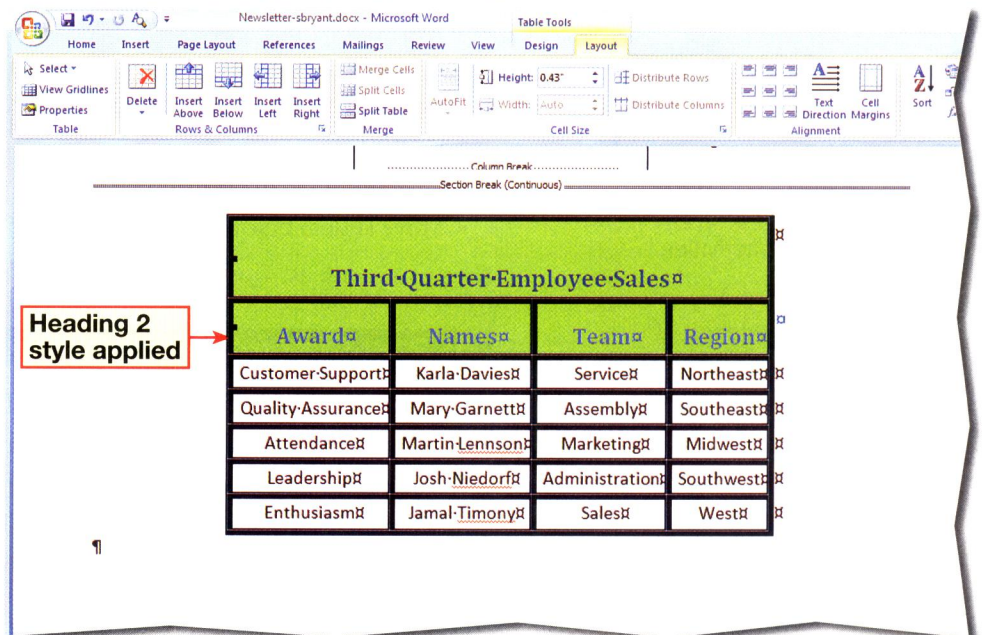 Newsletter-sbryant.docx - Microsoft Word
Table Tools
Home Insert Page Layout References Mailings Review View Design Layout
Select
View Gridlines
Properties
Table
Delete
Insert Above
Insert Below
Insert Left
Insert Right
Rows & Columns
Merge Cells
Split Cells
Split Table
Merge
AutoFit
Height: 0.43"
Width: Auto
Distribute Rows
Distribute Columns
Cell Size
Text Direction
Cell Margins
Alignment
A
Z
Sort
Column Break
Section Break (Continuous)
Third·Quarter·Employee·Sales¤
Heading 2
style applied
Award¤ Names¤ Team¤ Region¤
Customer·Support¤ Karla·Davies¤ Service¤ Northeast¤
Quality·Assurance¤ Mary·Garnett¤ Assembly¤ Southeast¤
Attendance¤ Martin·Lennson¤ Marketing¤ Midwest¤
Leadership¤ Josh·Niedorf¤ Administration¤ Southwest¤
Enthusiasm¤ Jamal·Timony¤ Sales¤ West¤
¶